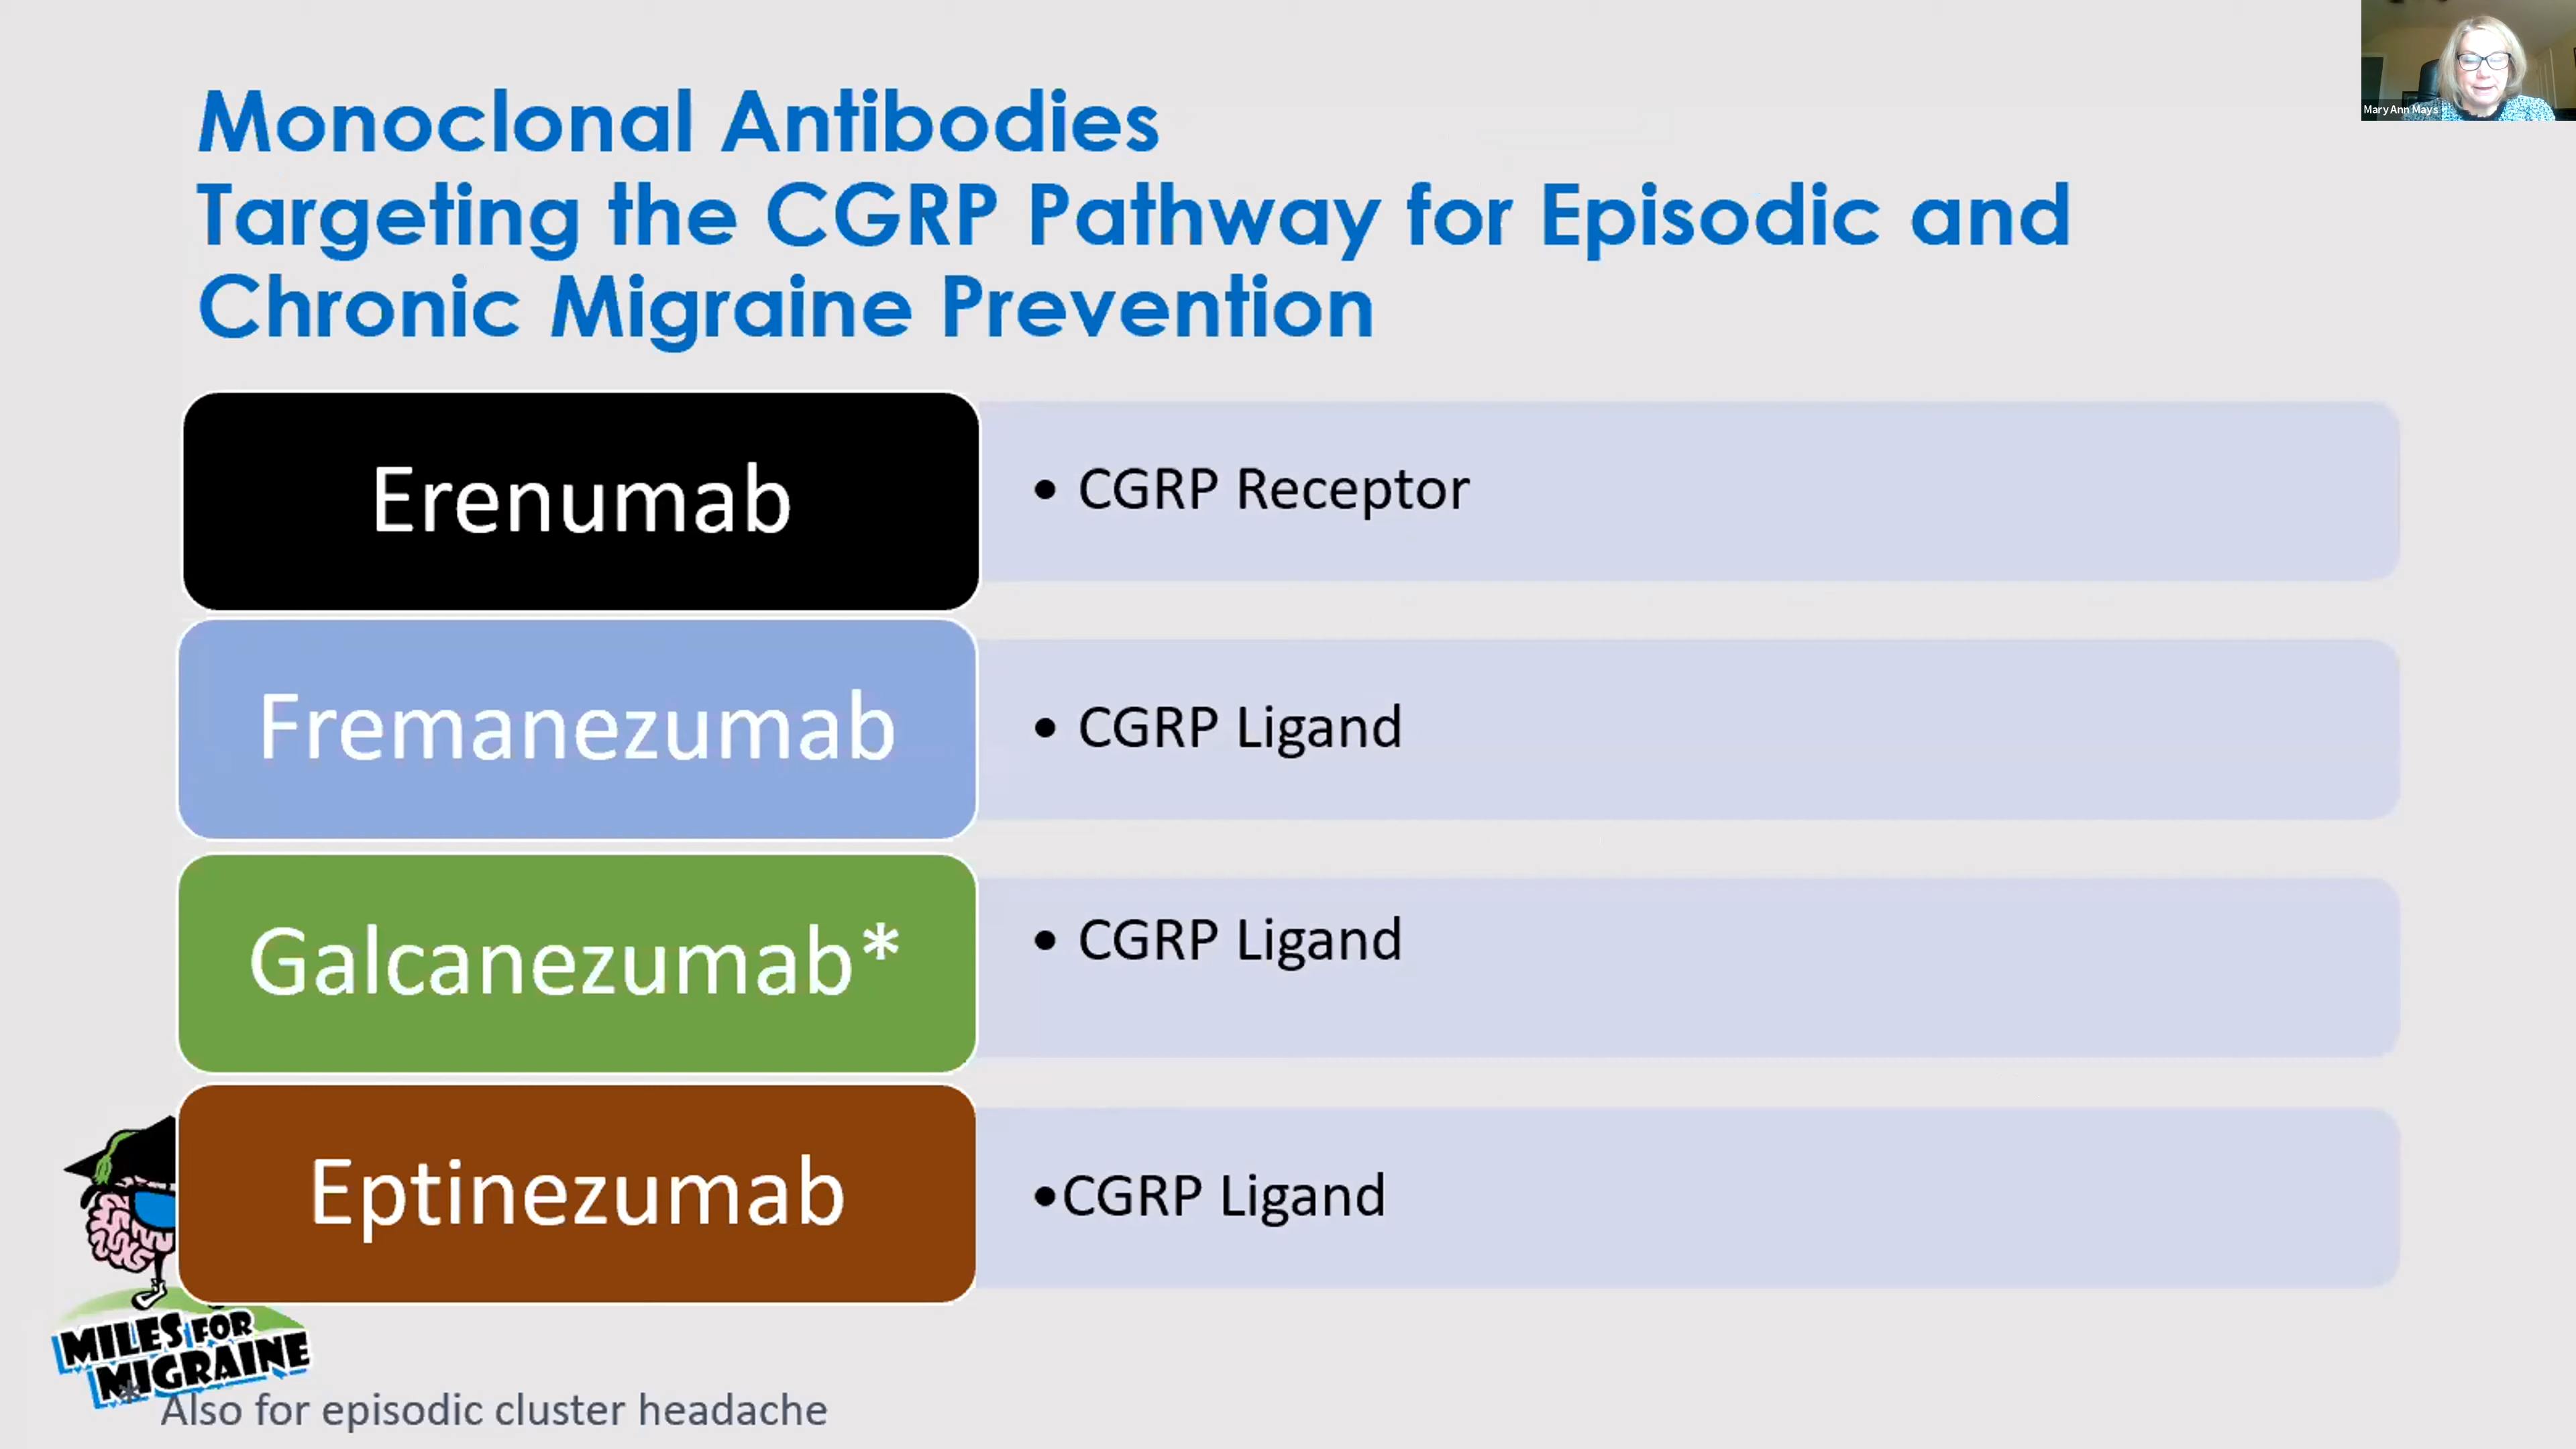 Monoclonal Antibodies
Targeting the CGRP Pathway for Episodic and
Chronic Migraine Prevention
Mary Ann Mays
Erenumab
• CGRP Receptor
Fremanezumab
• CGRP Ligand
Galcanezumab*
• CGRP Ligand
Eptinezumab
•CGRP Ligand
MILES FOR
MIGRAINE
* Also for episodic cluster headache